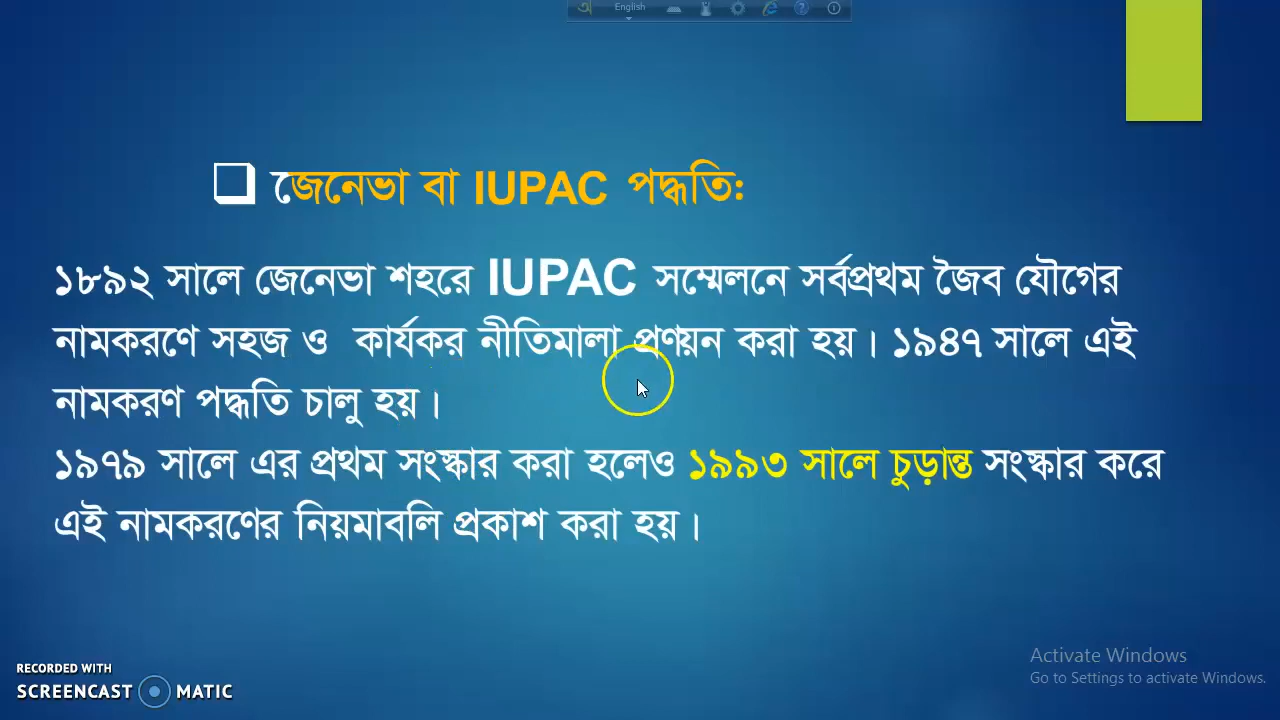 English
জেনেভা বা IUPAC পদ্ধতিঃ
১৮৯২ সালে জেনেভা শহরে IUPAC সম্মেলনে সর্বপ্রথম জৈব যৌগের
নামকরণে সহজ ও কার্যকর নীতিমালা প্রণয়ন করা হয়। ১৯৪৭ সালে এই
নামকরণ পদ্ধতি চালু হয়।
১৯৭৯ সালে এর প্রথম সংস্কার করা হলেও ১৯৯৩ সালে চুড়ান্ত সংস্কার করে
এই নামকরণের নিয়মাবলি প্রকাশ করা হয়।
Activate Windows
Go to Settings to activate Windows.
RECORDED WITH
SCREENCAST MATIC